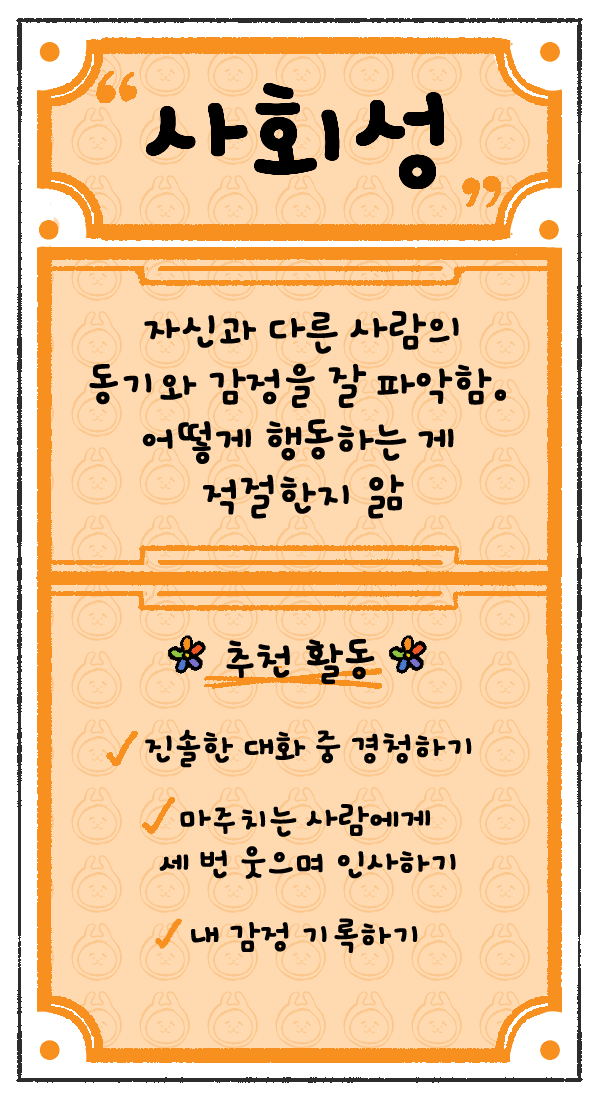 “사회성”
자신과 다른 사람의
동기와 감정을 잘 파악함.
어떻게 행동하는 게
적절한지 앎
추천 활동
진솔한 대화 중 경청하기
마주치는 사람에게
세 번 웃으며 인사하기
내 감정 기록하기